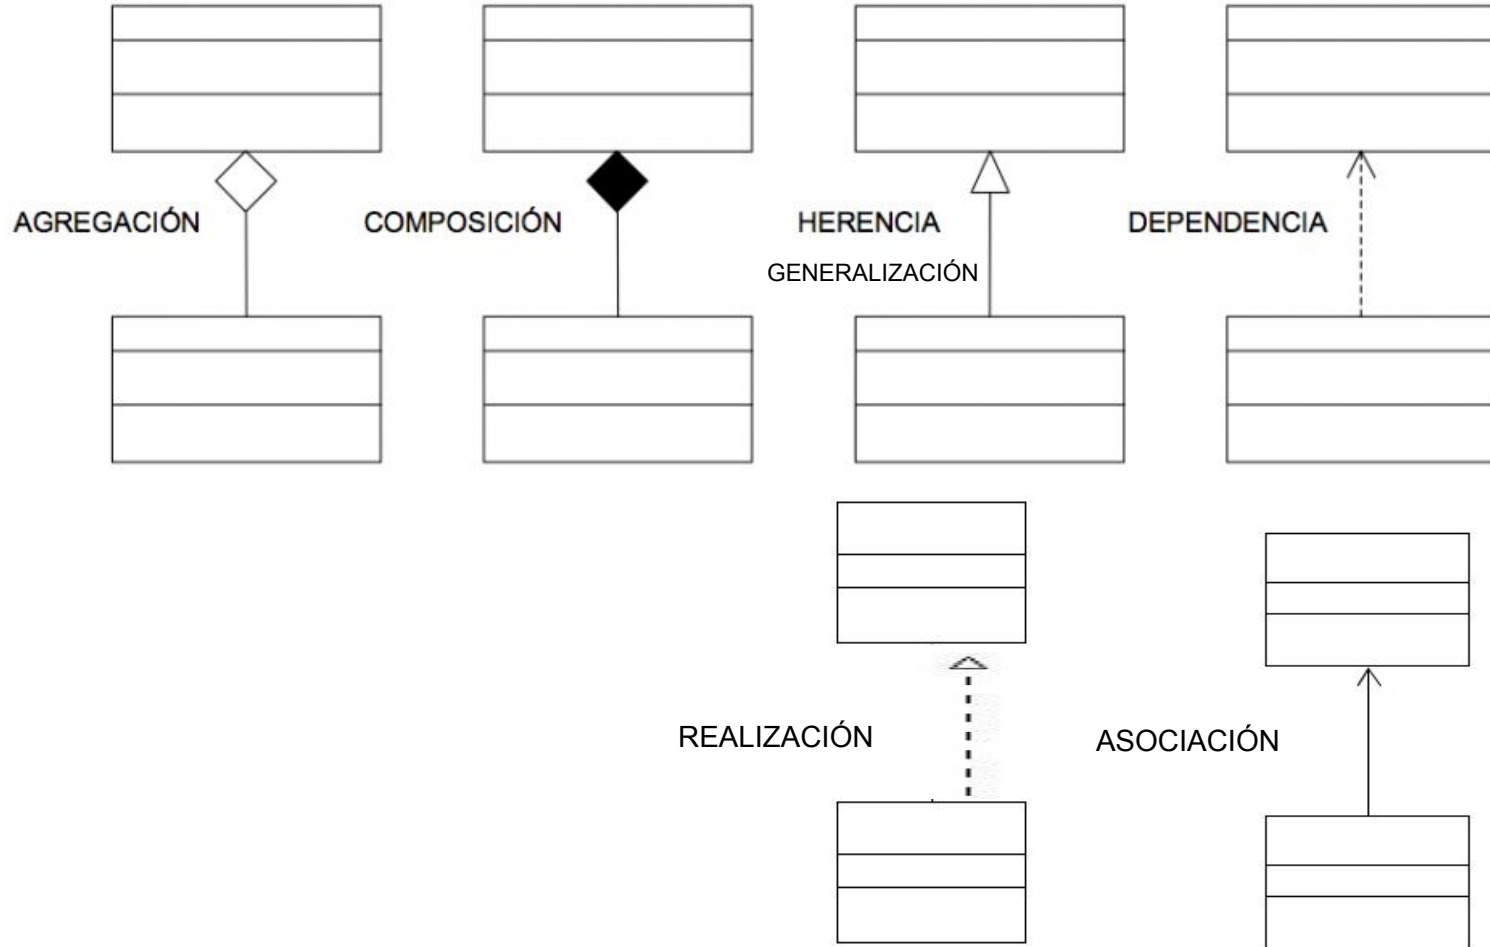 AGREGACIÓN
COMPOSICIÓN
HERENCIA
GENERALIZACIÓN
DEPENDENCIA
REALIZACIÓN
ASOCIACIÓN